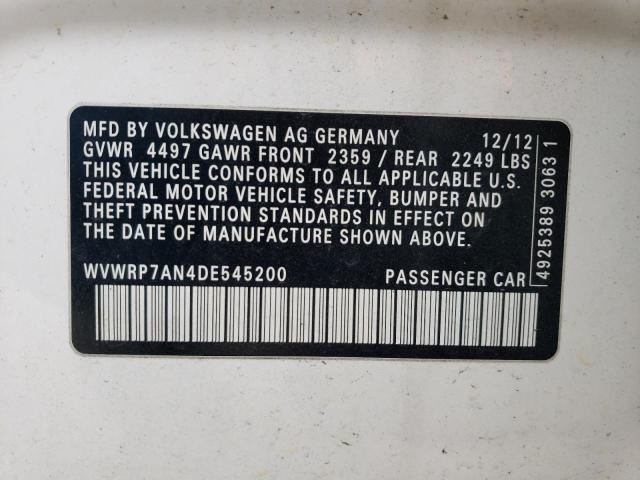 MFD BY VOLKSWAGEN AG GERMANY 12/12
GVWR 4497 GAWR FRONT 2359 / REAR 2249 LBS
THIS VEHICLE CONFORMS TO ALL APPLICABLE U.S.
FEDERAL MOTOR VEHICLE SAFETY, BUMPER AND
THEFT PREVENTION STANDARDS IN EFFECT ON
THE DATE OF MANUFACTURE SHOWN ABOVE.
WVWRP7AN4DE545200 PASSENGER CAR
4925389 3063 1